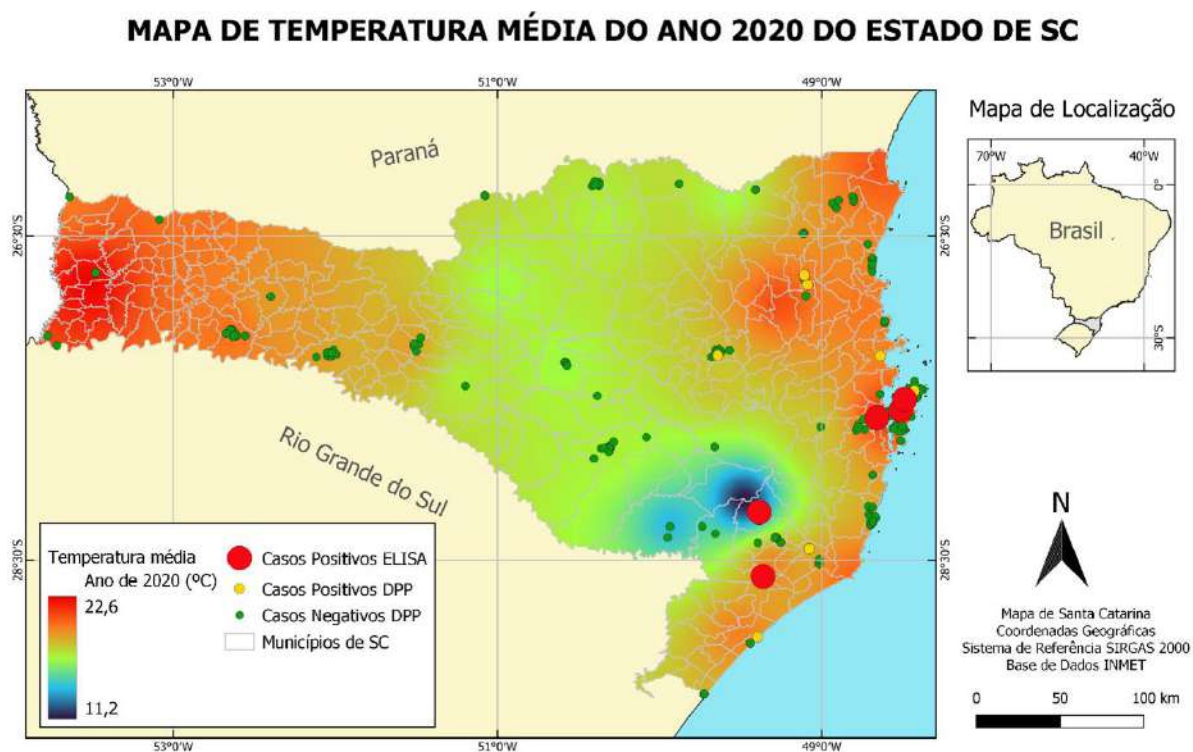 MAPA DE TEMPERATURA MÉDIA DO ANO 2020 DO ESTADO DE SC
53°0'W 51°0'W 49°0'W
26°30'S 26°30'S
28°30'S 28°30'S
53°0'W 51°0'W 49°0'W
Paraná
Rio Grande do Sul
Temperatura média
Ano de 2020 (ºC)
22,6
11,2
Casos Positivos ELISA
Casos Positivos DPP
Casos Negativos DPP
Municípios de SC
Mapa de Localização
70°W 40°W
0°
Brasil
30°S
N
Mapa de Santa Catarina
Coordenadas Geográficas
Sistema de Referência SIRGAS 2000
Base de Dados INMET
0 50 100 km